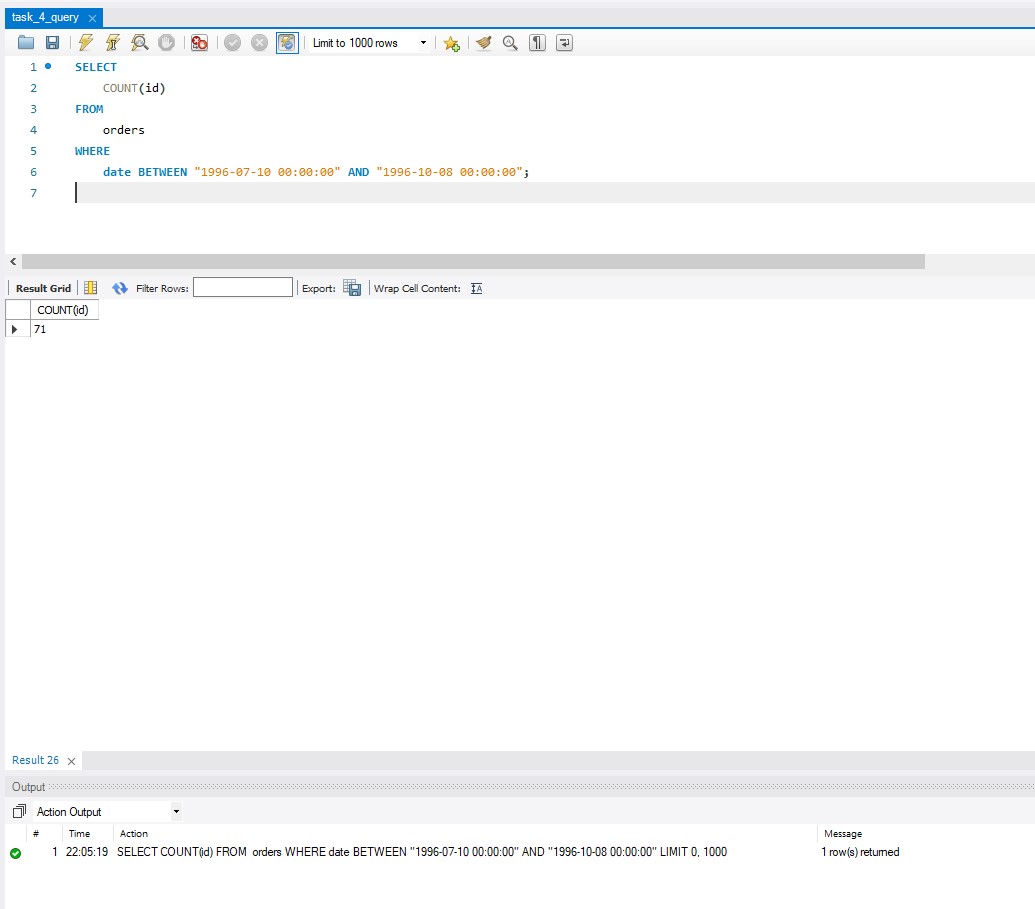 task_4_query
Limit to 1000 rows
1 SELECT
2 COUNT(id)
3 FROM
4 orders
5 WHERE
6 date BETWEEN "1996-07-10 00:00:00" AND "1996-10-08 00:00:00";
7
Result Grid Filter Rows: Export: Wrap Cell Content: IA
COUNT(id)
71
Result 26
Output
Action Output
# Time Action Message
1 22:05:19 SELECT COUNT(id) FROM orders WHERE date BETWEEN "1996-07-10 00:00:00" AND "1996-10-08 00:00:00" LIMIT 0, 1000 1 row(s) returned